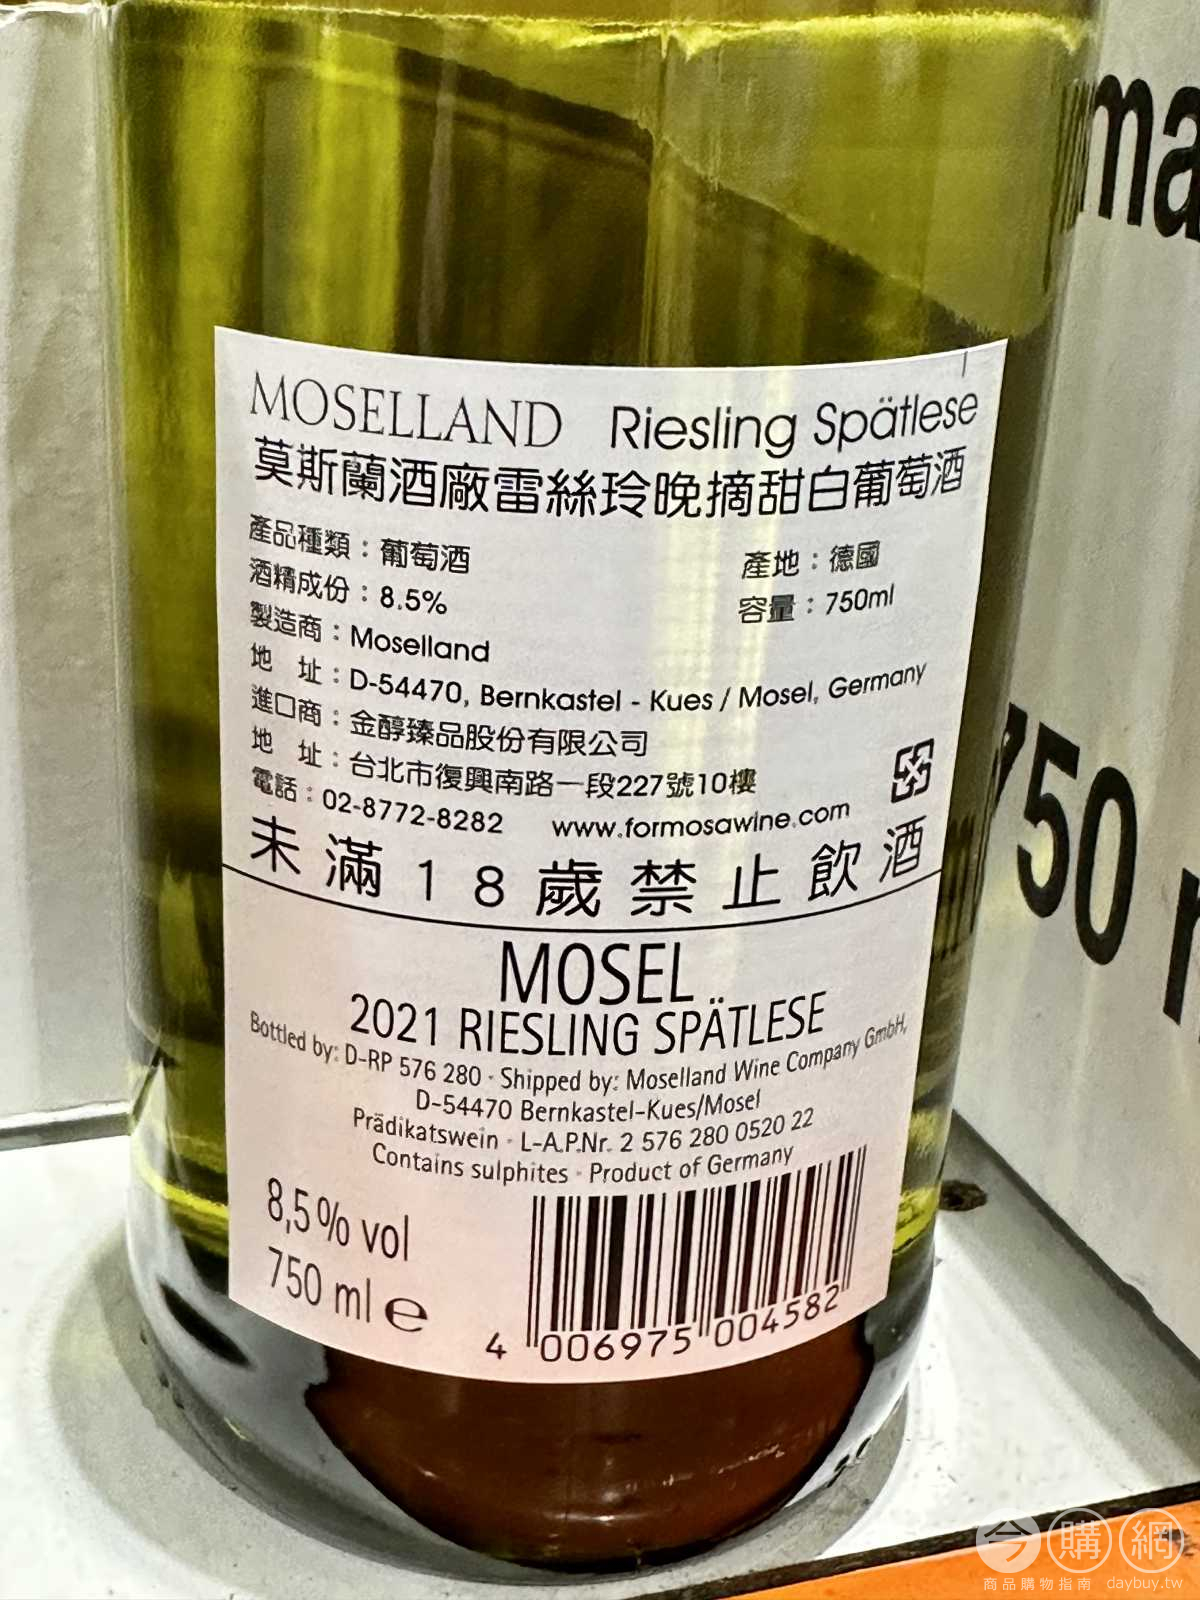 MOSELLAND Riesling Spätlese
莫斯蘭酒廠雷絲玲晚摘甜白葡萄酒
產品種類：葡萄酒 產地：德國
酒精成份：8.5% 容量：750ml
製造商：Moselland
地 址：D-54470, Bernkastel - Kues / Mosel, Germany
進口商：金醇臻品股份有限公司
地 址：台北市復興南路一段227號10樓
電話：02-8772-8282 www.formosawine.com
未滿18歲禁止飲酒
MOSEL
2021 RIESLING SPÄTLESE
Bottled by: D-RP 576 280 · Shipped by: Moselland Wine Company GmbH,
D-54470 Bernkastel-Kues/Mosel
Prädikatswein · L-A.P.Nr. 2 576 280 0520 22
Contains sulphites · Product of Germany
8,5% vol
750 ml ℮
4 006975 004582
ma
750 m
今購網
商品購物指南 daybuy.tw